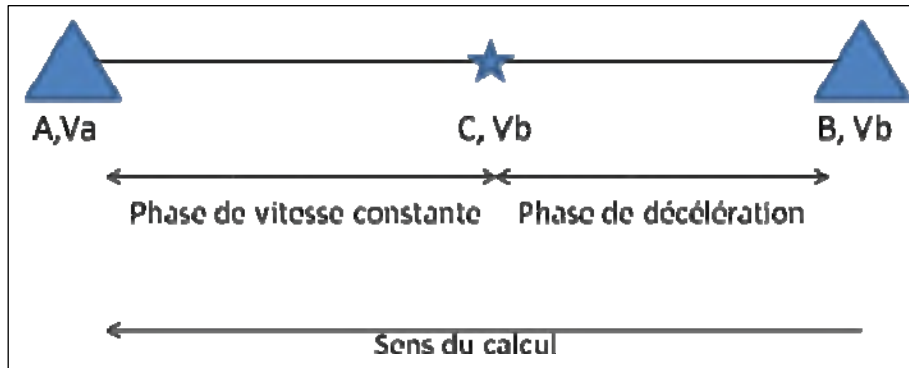 A,Va C, Vb B, Vb
Phase de vitesse constante Phase de décélération
Sens du calcul